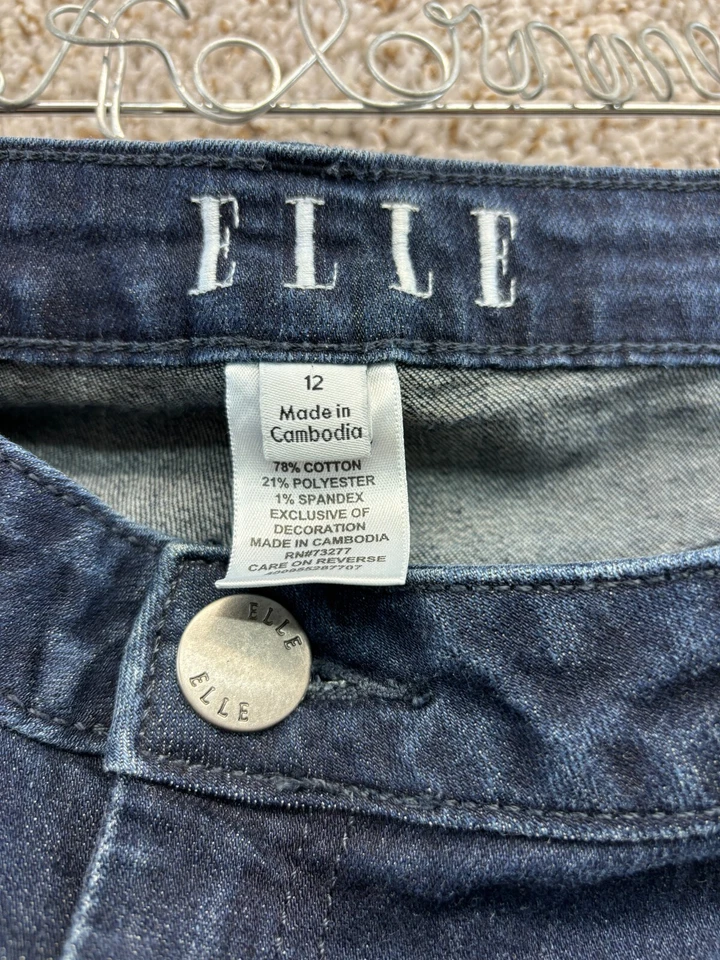 ELLE
12
Made in
Cambodia
78% COTTON
21% POLYESTER
1% SPANDEX
EXCLUSIVE OF
DECORATION
MADE IN CAMBODIA
RN#73277
CARE ON REVERSE
ELLE
ELLE